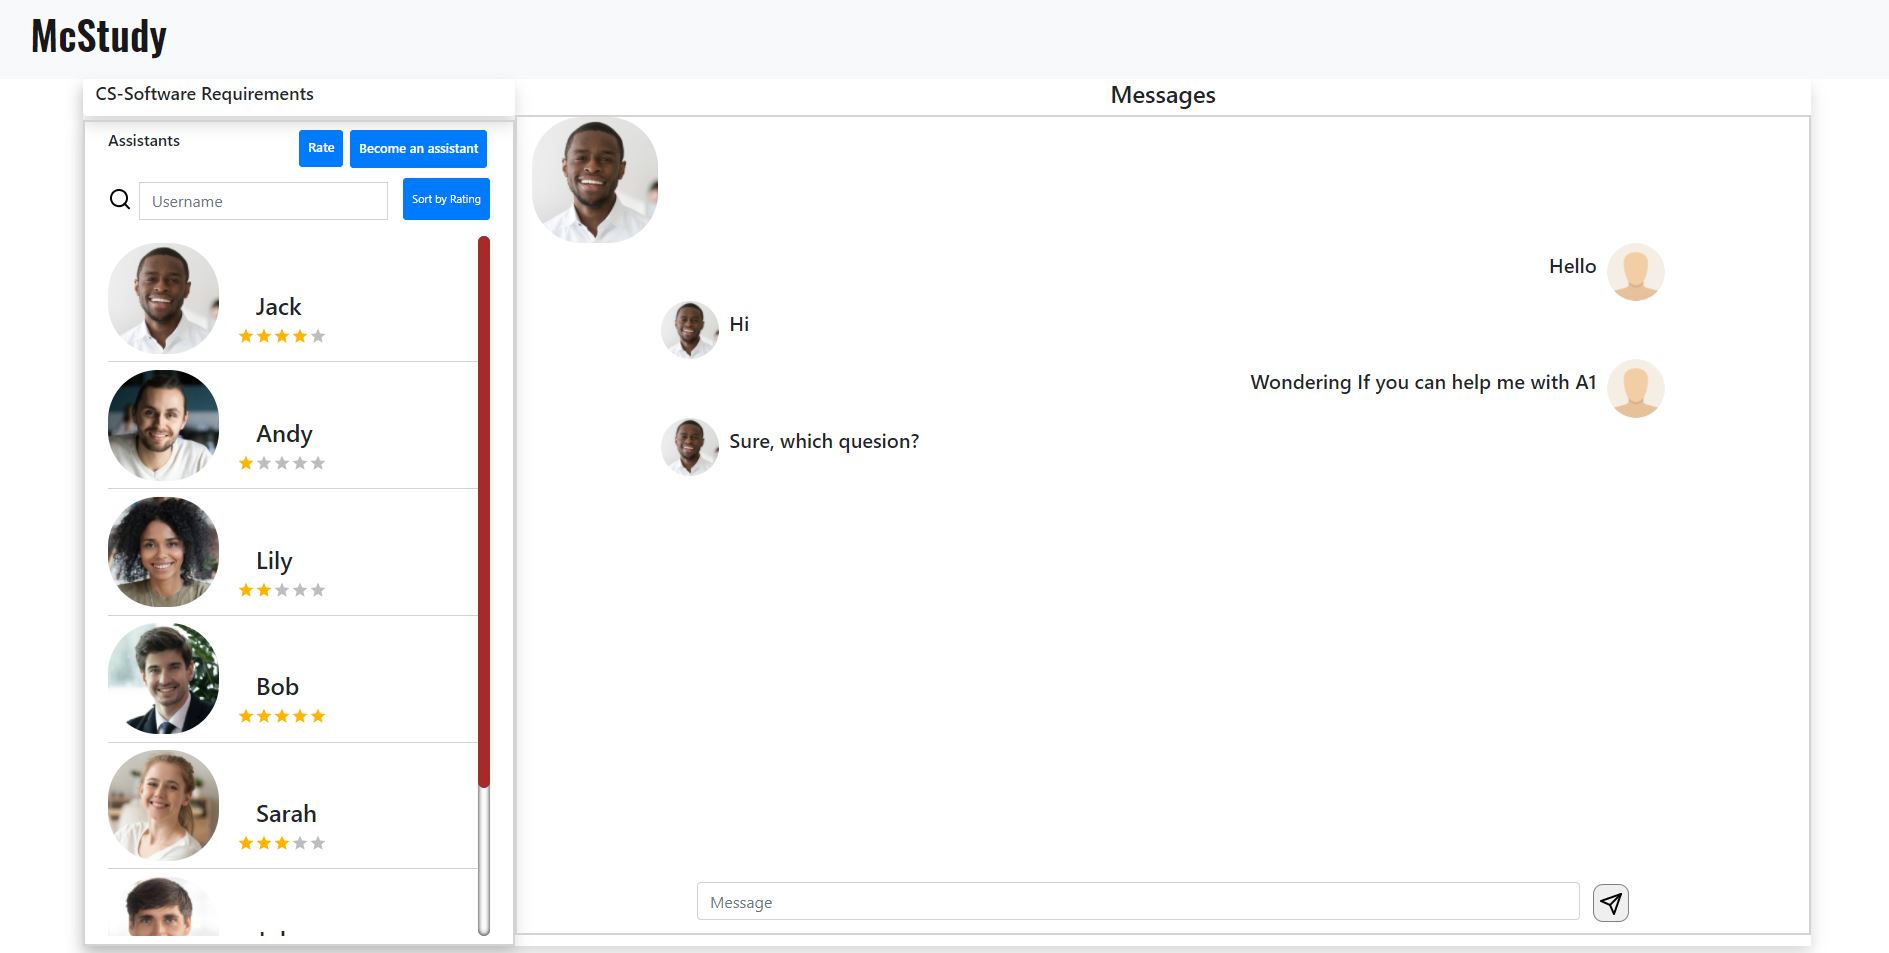 McStudy
CS-Software Requirements
Messages
Assistants
Rate
Become an assistant
Username
Sort by Rating
Jack
Andy
Lily
Bob
Sarah
Hello
Hi
Wondering If you can help me with A1
Sure, which quesion?
Message